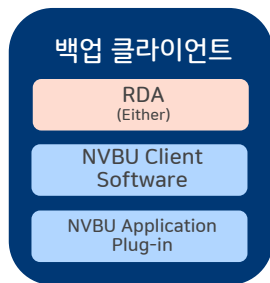 백업 클라이언트
RDA
(Either)
NVBU Client
Software
NVBU Application
Plug-in